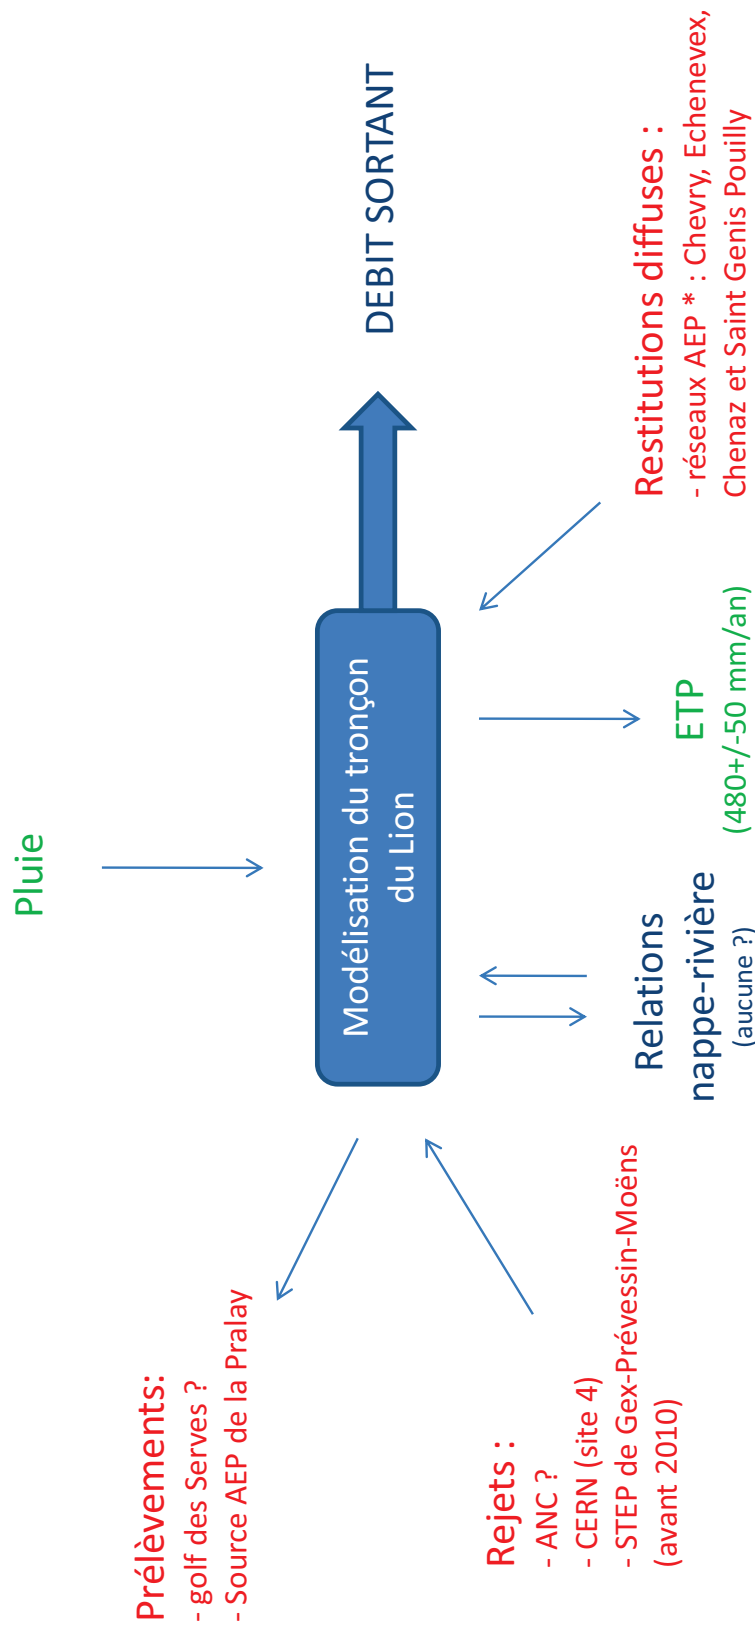 Pluie
Prélèvements:
- golf des Serves ?
- Source AEP de la Pralay
Modélisation du tronçon
du Lion
DEBIT SORTANT
Rejets :
- ANC ?
- CERN (site 4)
- STEP de Gex-Prévessin-Moëns
(avant 2010)
Relations
nappe-rivière
(aucune ?)
ETP
(480+/-50 mm/an)
Restitutions diffuses :
- réseaux AEP * : Chevry, Echenevex,
Chenaz et Saint Genis Pouilly